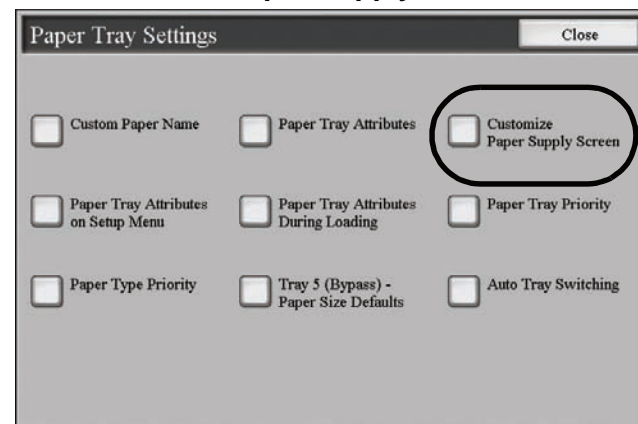 Paper Tray Settings
Close
Custom Paper Name
Paper Tray Attributes
Customize
Paper Supply Screen
Paper Tray Attributes
on Setup Menu
Paper Tray Attributes
During Loading
Paper Tray Priority
Paper Type Priority
Tray 5 (Bypass) -
Paper Size Defaults
Auto Tray Switching